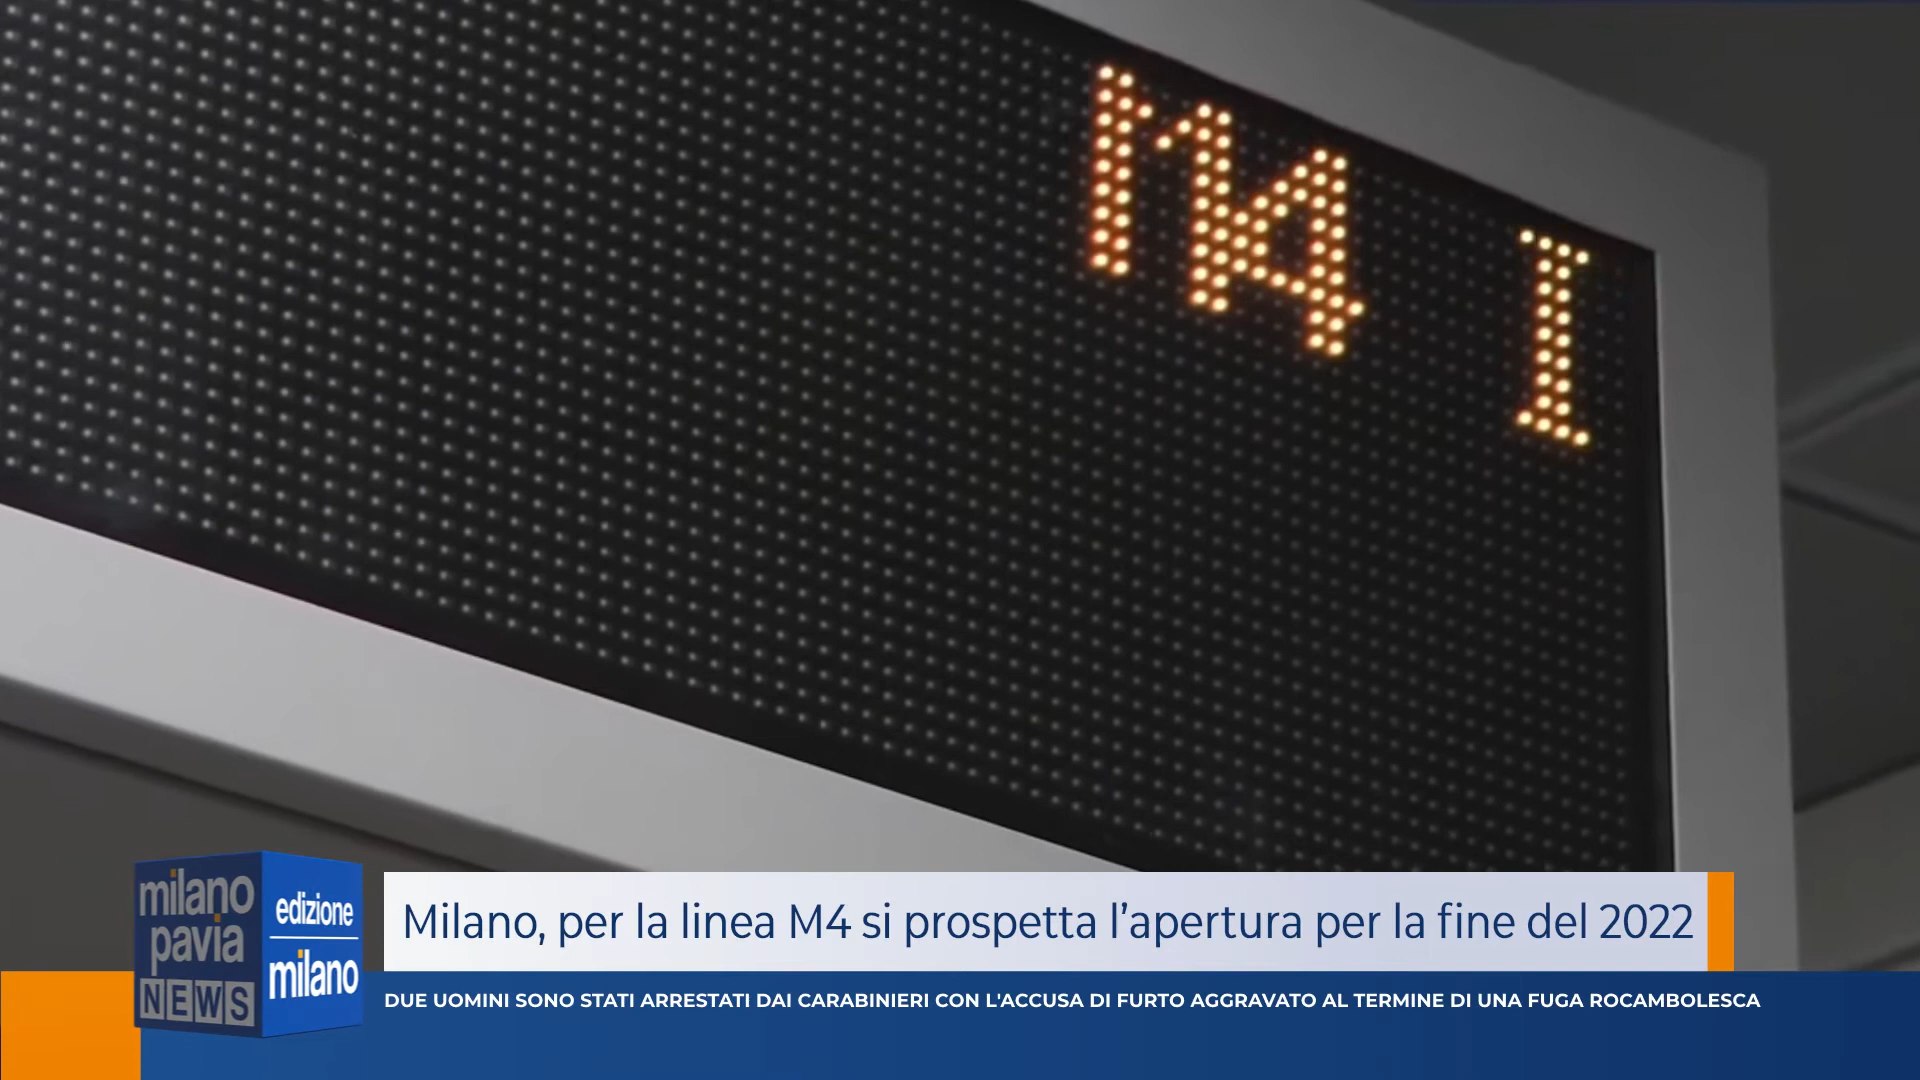 M4 I
milano
pavia
NEWS
edizione
milano
Milano, per la linea M4 si prospetta l'apertura per la fine del 2022
DUE UOMINI SONO STATI ARRESTATI DAI CARABINIERI CON L'ACCUSA DI FURTO AGGRAVATO AL TERMINE DI UNA FUGA ROCAMBOLESCA